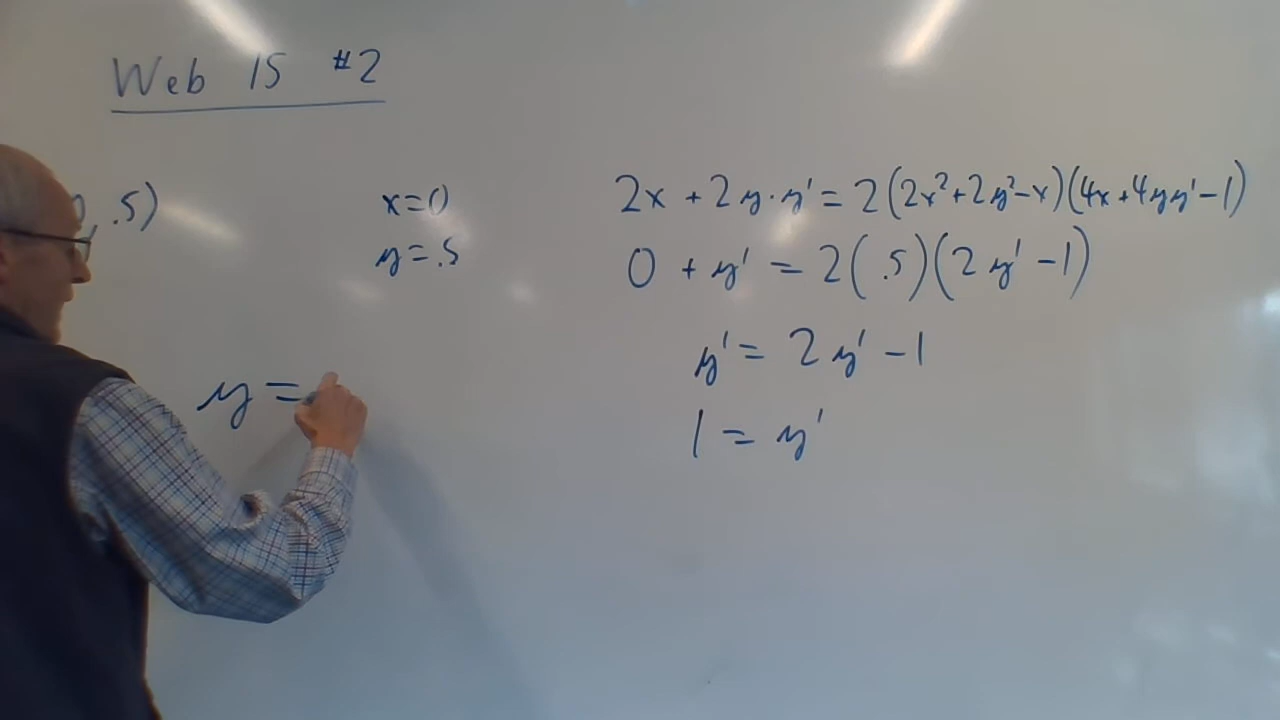 Web 15 #2
, .5)
x=0
y=.5
y=
2x + 2y·y' = 2(2x²+2y²-x)(4x+4yy'-1)
0 + y' = 2(.5)(2y' -1)
y' = 2y' -1
1 = y'